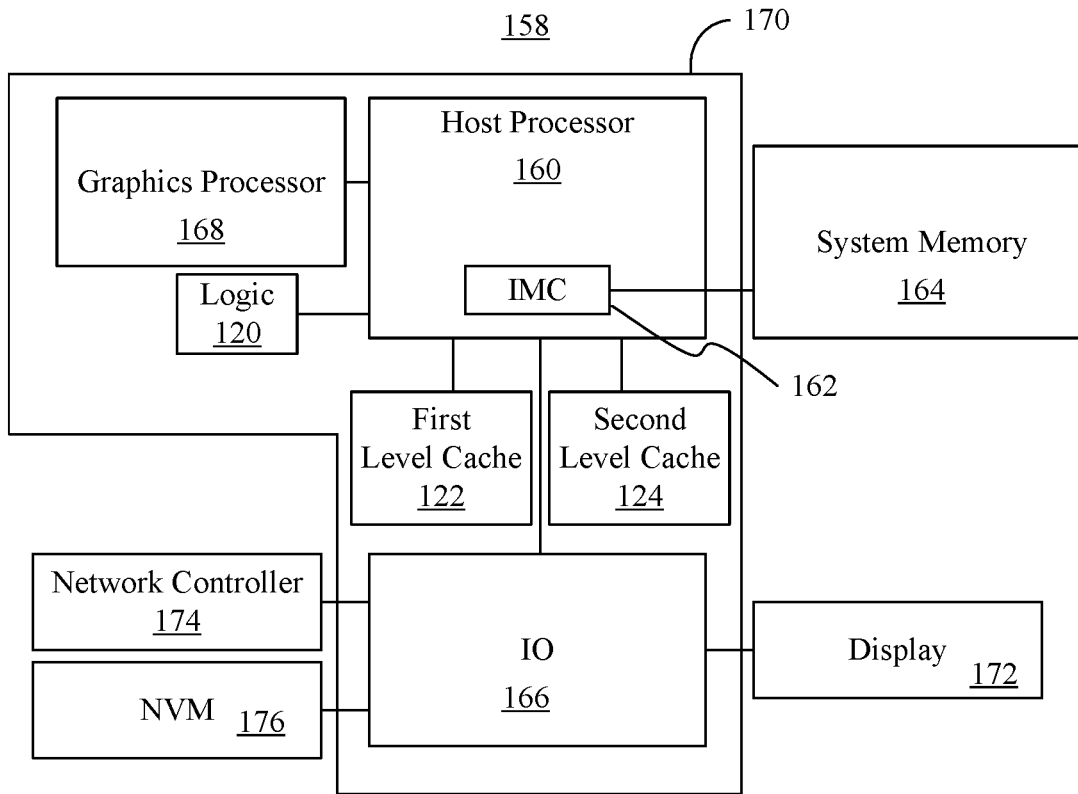 158
170
Host Processor
160
Graphics Processor
168
System Memory
164
IMC
Logic
120
162
First
Level Cache
122
Second
Level Cache
124
Network Controller
174
IO
166
Display
172
NVM
176